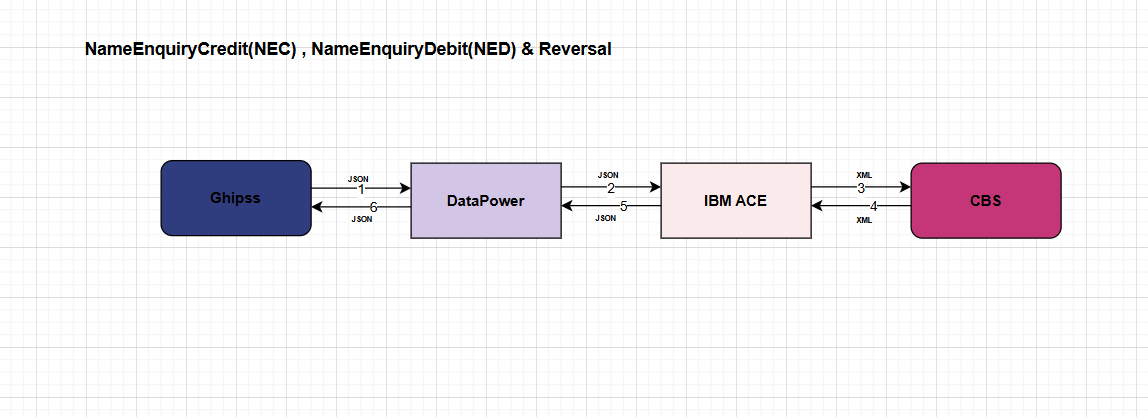 NameEnquiryCredit(NEC) , NameEnquiryDebit(NED) & Reversal
JSON
1
6
JSON
JSON
2
5
JSON
XML
3
4
XML
Ghipss
DataPower
IBM ACE
CBS